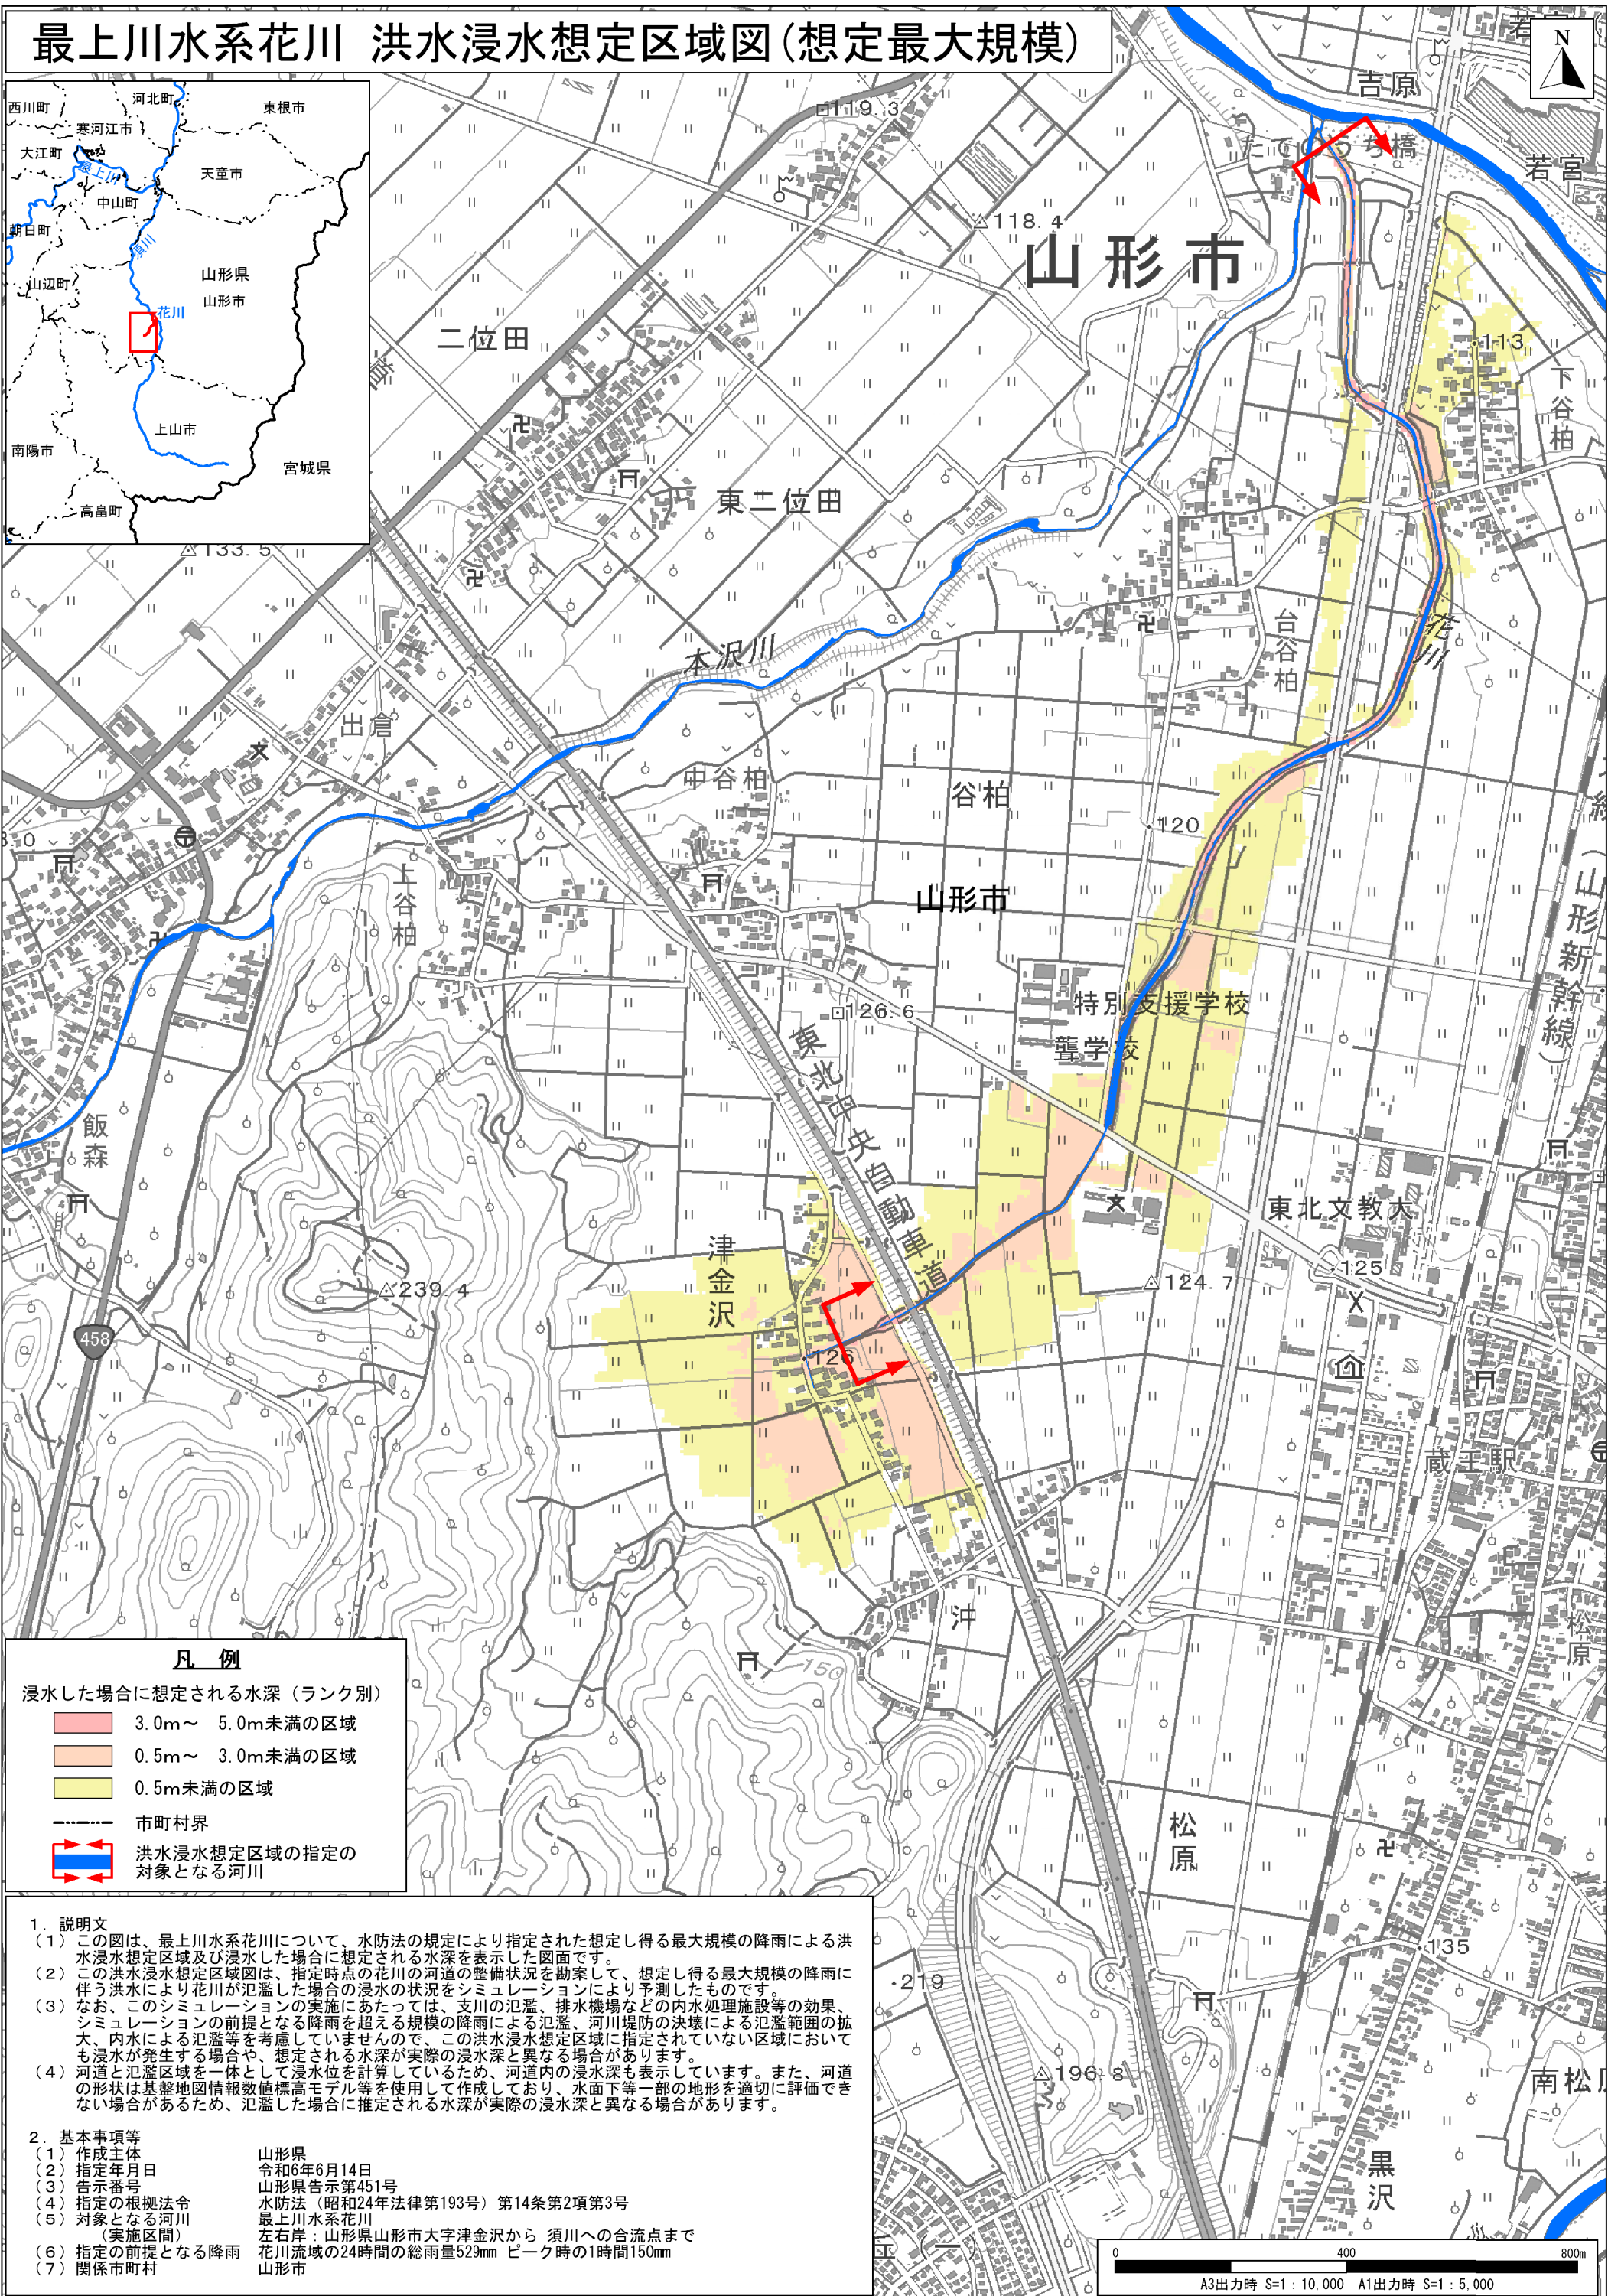 最上川水系花川 洪水浸水想定区域図(想定最大規模)
N
西川町
河北町
東根市
寒河江市
大江町
最上川
天童市
中山町
朝日町
須川
山辺町
山形県
山形市
花川
上山市
南陽市
宮城県
高畠町
119.3
吉原
たてのうち橋
若宮
118.4
山形市
二位田
113
下谷柏
東二位田
133.5
台谷柏
花川
本沢川
出倉
中谷柏
谷柏
120
上谷柏
山形市
(山形新幹線)
特別支援学校
126.6
聾学校
東北中央自動車道
飯森
東北文教大
津金沢
125
239.4
124.7
458
126
蔵王駅
沖
松原
150
松原
135
219
196.8
黒沢
凡 例
浸水した場合に想定される水深(ランク別)
3.0m~ 5.0m未満の区域
0.5m~ 3.0m未満の区域
0.5m未満の区域
市町村界
洪水浸水想定区域の指定の
対象となる河川
1.説明文
(1)この図は、最上川水系花川について、水防法の規定により指定された想定し得る最大規模の降雨による洪
水浸水想定区域及び浸水した場合に想定される水深を表示した図面です。
(2)この洪水浸水想定区域図は、指定時点の花川の河道の整備状況を勘案して、想定し得る最大規模の降雨に
伴う洪水により花川が氾濫した場合の浸水の状況をシミュレーションにより予測したものです。
(3)なお、このシミュレーションの実施にあたっては、支川の氾濫、排水機場などの内水処理施設等の効果、
シミュレーションの前提となる降雨を超える規模の降雨による氾濫、河川堤防の決壊による氾濫範囲の拡
大、内水による氾濫等を考慮していませんので、この洪水浸水想定区域に指定されていない区域において
も浸水が発生する場合や、想定される水深が実際の浸水深と異なる場合があります。
(4)河道と氾濫区域を一体として浸水位を計算しているため、河道内の浸水深も表示しています。また、河道
の形状は基盤地図情報数値標高モデル等を使用して作成しており、水面下等一部の地形を適切に評価でき
ない場合があるため、氾濫した場合に推定される水深が実際の浸水深と異なる場合があります。
2.基本事項等
(1)作成主体 山形県
(2)指定年月日 令和6年6月14日
(3)告示番号 山形県告示第451号
(4)指定の根拠法令 水防法(昭和24年法律第193号)第14条第2項第3号
(5)対象となる河川 最上川水系花川
(実施区間) 左右岸:山形県山形市大字津金沢から 須川への合流点まで
(6)指定の前提となる降雨 花川流域の24時間の総雨量529mm ピーク時の1時間150mm
(7)関係市町村 山形市
0 400 800m
A3出力時 S=1:10,000 A1出力時 S=1:5,000